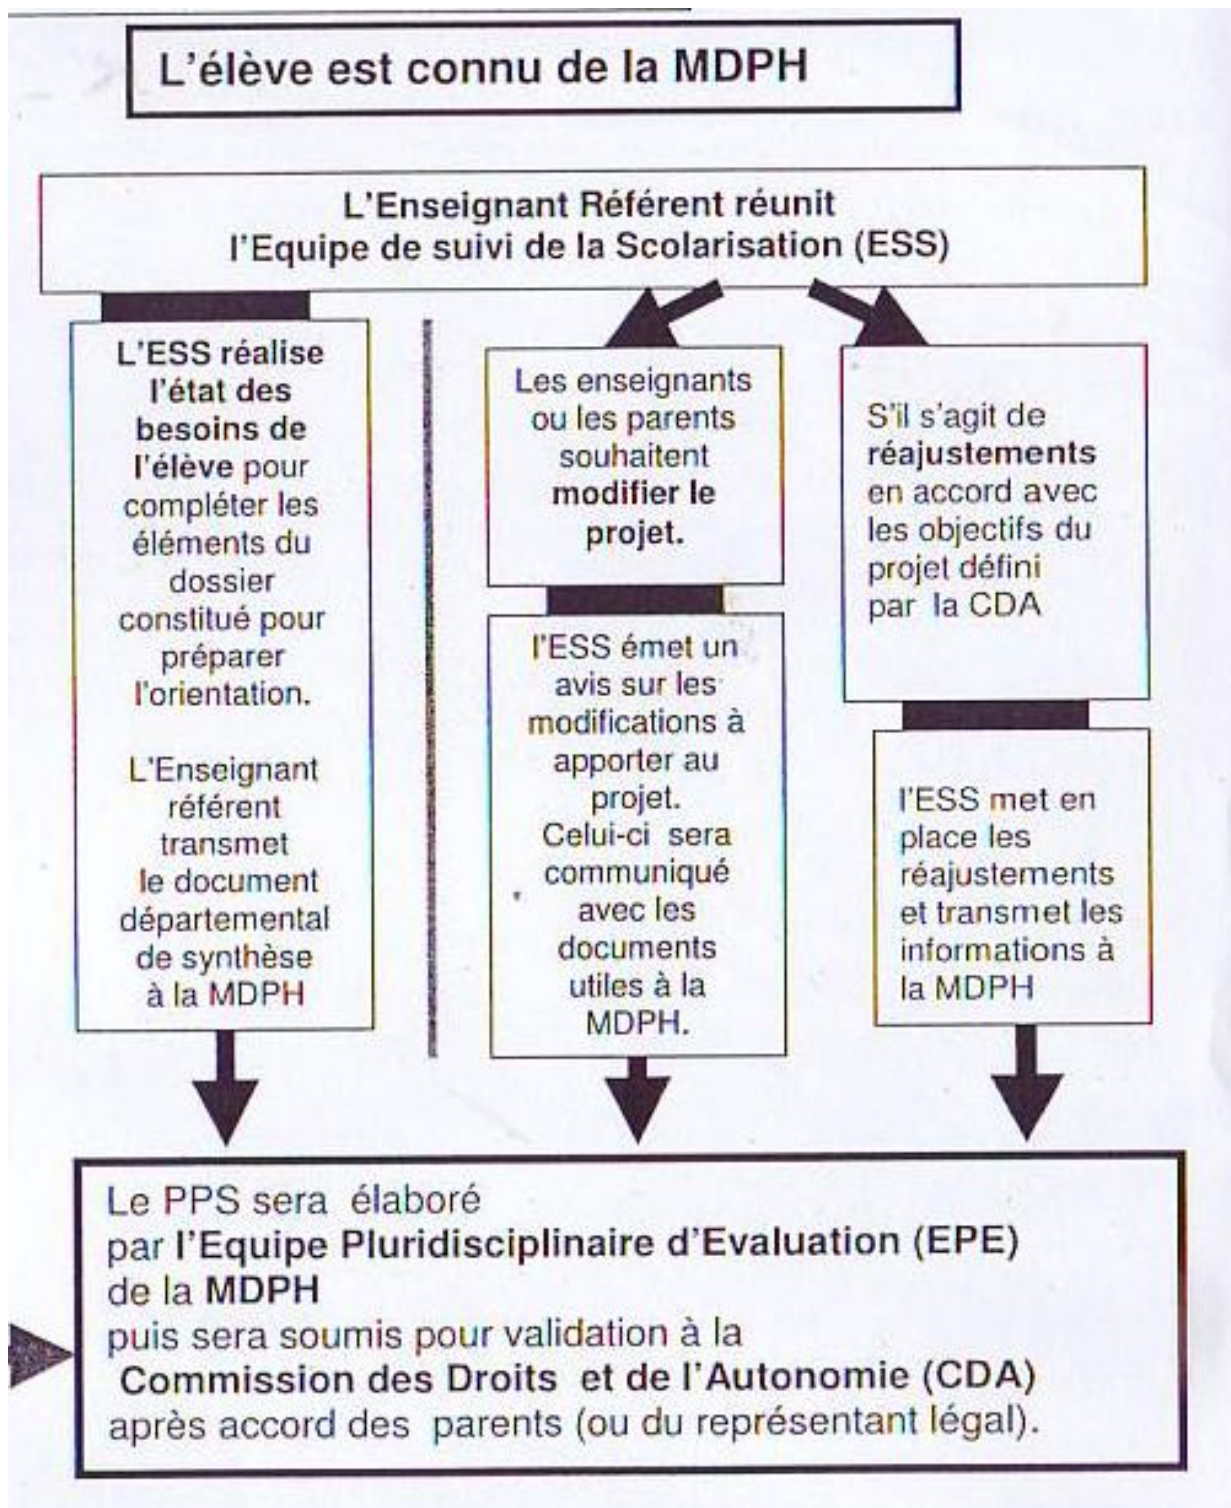 L'élève est connu de la MDPH
L'Enseignant Référent réunit
l'Equipe de suivi de la Scolarisation (ESS)
L'ESS réalise
l'état des
besoins de
l'élève pour
compléter les
éléments du
dossier
constitué pour
préparer
l'orientation.
L'Enseignant
référent
transmet
le document
départemental
de synthèse
à la MDPH
Les enseignants
ou les parents
souhaitent
modifier le
projet.
l'ESS émet un
avis sur les
modifications à
apporter au
projet.
Celui-ci sera
communiqué
avec les
documents
utiles à la
MDPH.
S'il s'agit de
réajustements
en accord avec
les objectifs du
projet défini
par la CDA
l'ESS met en
place les
réajustements
et transmet les
informations à
la MDPH
Le PPS sera élaboré
par l'Equipe Pluridisciplinaire d'Evaluation (EPE)
de la MDPH
puis sera soumis pour validation à la
Commission des Droits et de l'Autonomie (CDA)
après accord des parents (ou du représentant légal).